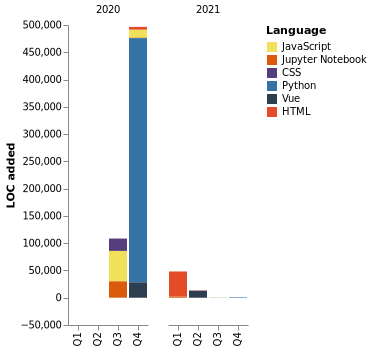 2020
2021
LOC added
500,000
450,000
400,000
350,000
300,000
250,000
200,000
150,000
100,000
50,000
0
−50,000
Q1
Q2
Q3
Q4
Q1
Q2
Q3
Q4
Language
JavaScript
Jupyter Notebook
CSS
Python
Vue
HTML